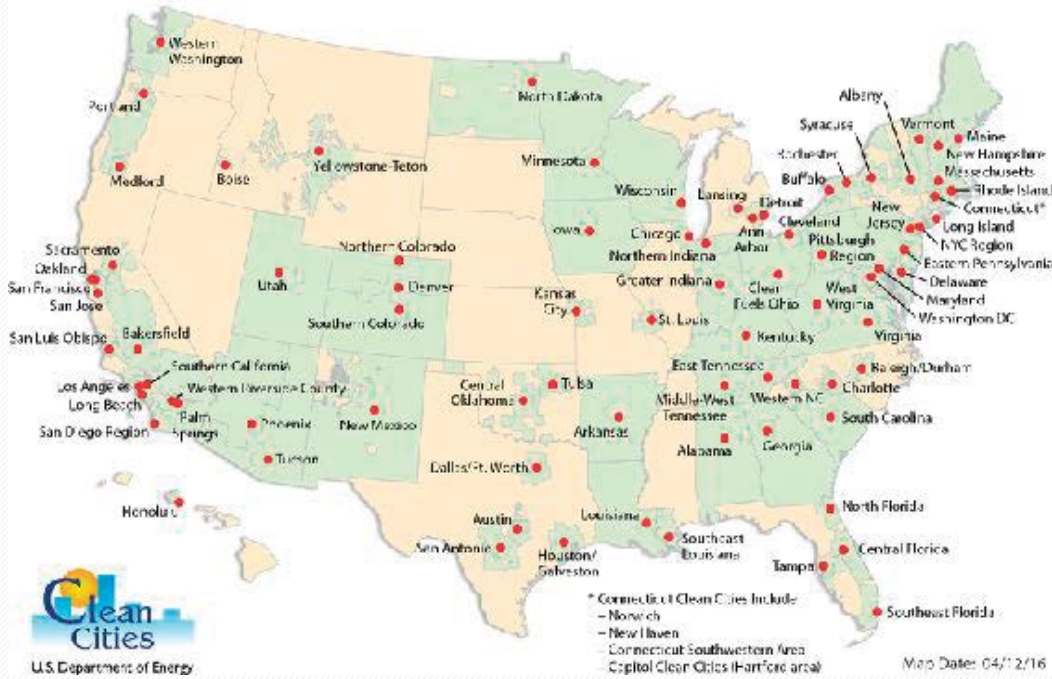 Western
Washington
Portland
Medford
Boise
Yellowstone-Teton
North Dakota
Minnesota
Wisconsin
Iowa
Lansing
Detroit
Ann
Arbor
Chicago
Northern Indiana
Greater Indiana
Cleveland
Pittsburgh
Region
Clean
Fuels Ohio
West
Virginia
Buffalo
Rochester
Syracuse
Albany
Vermont
Maine
New Hampshire
Massachusetts
Rhode Island
Connecticut*
Long Island
New
Jersey
NYC Region
Eastern Pennsylvania
Delaware
Maryland
Washington DC
Virginia
Sacramento
Oakland
San Francisco
San Jose
San Luis Obispo
Bakersfield
Southern California
Los Angeles
Western Riverside County
Long Beach
Palm
Springs
San Diego Region
Utah
Northern Colorado
Denver
Southern Colorado
Kansas
City
St. Louis
Kentucky
Phoenix
Tucson
New Mexico
Central
Oklahoma
Tulsa
Arkansas
East Tennessee
Middle-West
Tennessee
Western NC
Raleigh/Durham
Charlotte
South Carolina
Alabama
Georgia
Dallas/Ft. Worth
Austin
San Antonio
Houston/
Galveston
Louisiana
Southeast
Louisiana
North Florida
Central Florida
Tampa
Southeast Florida
Honolulu
Clean
Cities
U.S. Department of Energy
* Connecticut Clean Cities Include
– Norwich
– New Haven
– Connecticut Southwestern Area
– Capitol Clean Cities (Hartford area)
Map Date: 04/12/16